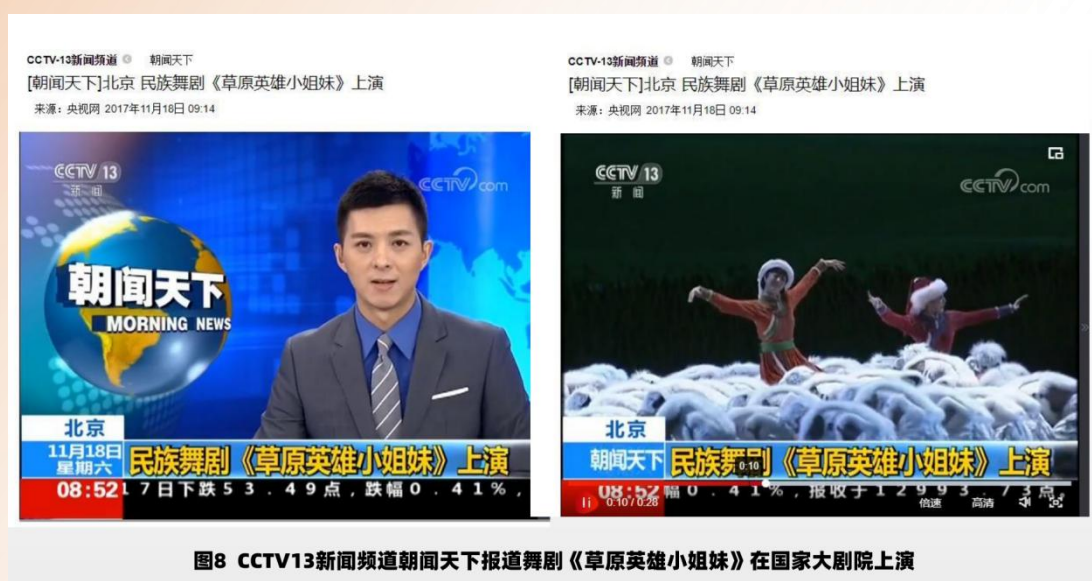 CCTV-13新闻频道 朝闻天下
[朝闻天下]北京 民族舞剧《草原英雄小姐妹》上演
来源：央视网 2017年11月18日 09:14
CCTV 13
新闻
CCTV.com
朝闻天下
MORNING NEWS
北京
11月18日
星期六
民族舞剧《草原英雄小姐妹》上演
08:52
17日下跌53.49点，跌幅0.41%，
CCTV-13新闻频道 朝闻天下
[朝闻天下]北京 民族舞剧《草原英雄小姐妹》上演
来源：央视网 2017年11月18日 09:14
CCTV 13
新闻
CCTV.com
北京
朝闻天下
民族舞剧《草原英雄小姐妹》上演
0:10
08:52
幅0.41%，报收于12993.73点。
0:10 / 0:28
倍速
高清
图8 CCTV13新闻频道朝闻天下报道舞剧《草原英雄小姐妹》在国家大剧院上演